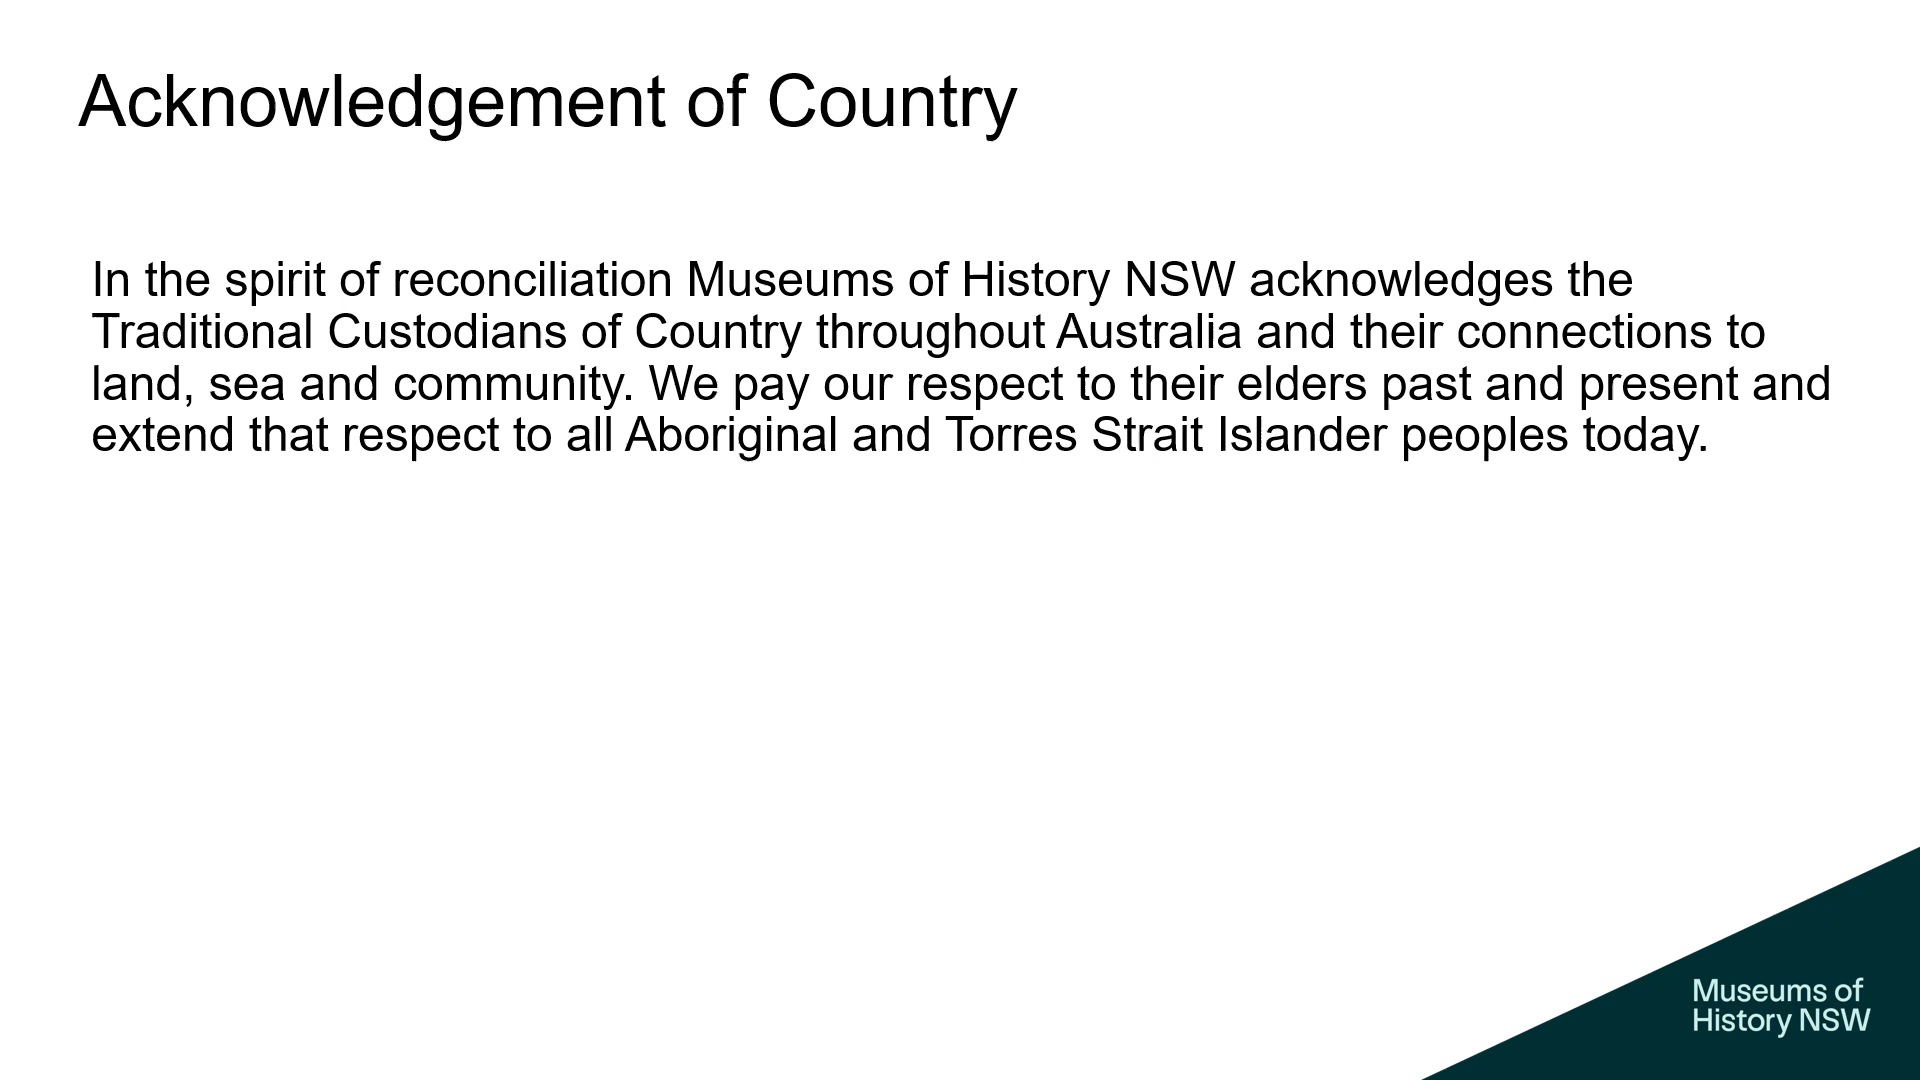 Acknowledgement of Country
In the spirit of reconciliation Museums of History NSW acknowledges the
Traditional Custodians of Country throughout Australia and their connections to
land, sea and community. We pay our respect to their elders past and present and
extend that respect to all Aboriginal and Torres Strait Islander peoples today.
Museums of
History NSW